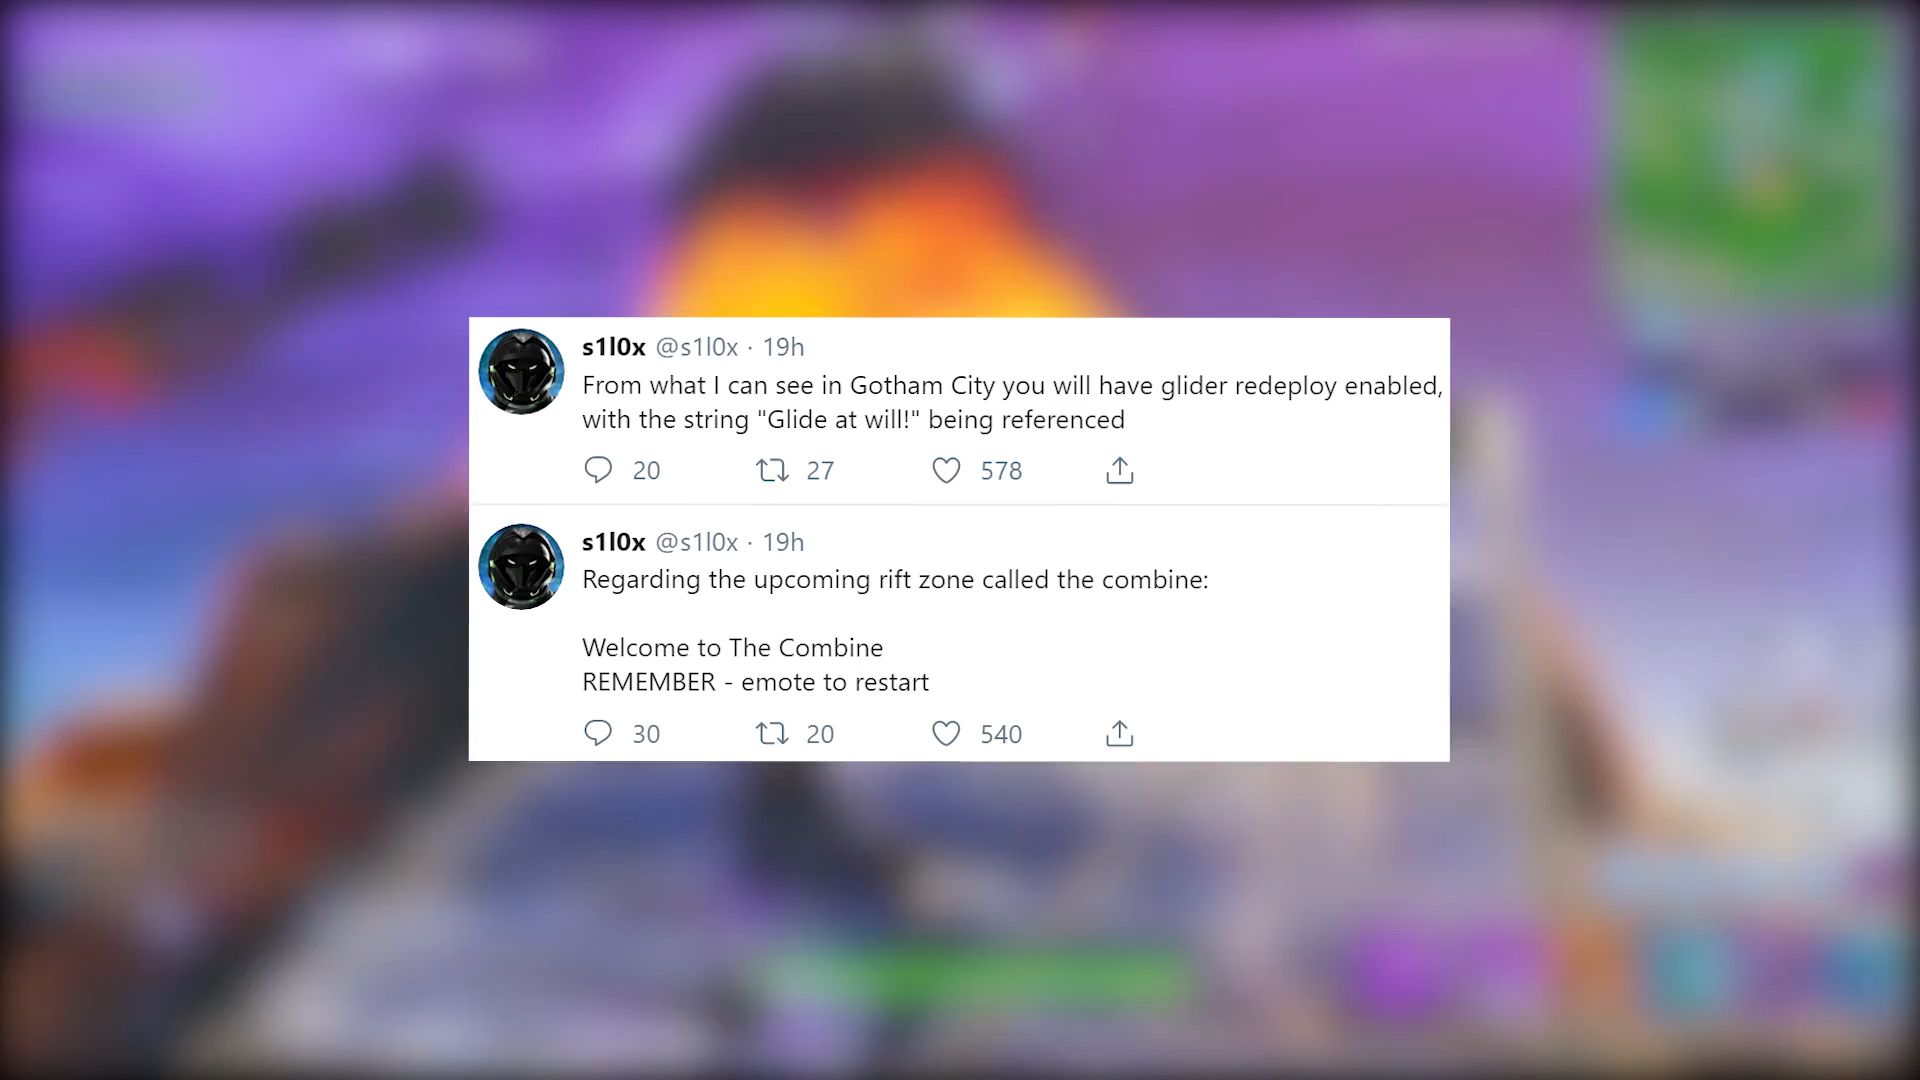 s1l0x @s1l0x · 19h
From what I can see in Gotham City you will have glider redeploy enabled,
with the string "Glide at will!" being referenced
20 27 578
s1l0x @s1l0x · 19h
Regarding the upcoming rift zone called the combine:
Welcome to The Combine
REMEMBER - emote to restart
30 20 540